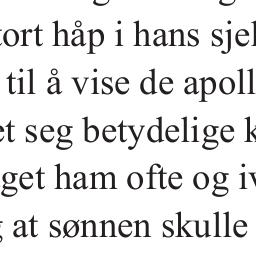 tort håp i hans sjel
til å vise de apoll
et seg betydelige k
get ham ofte og iv
g at sønnen skulle